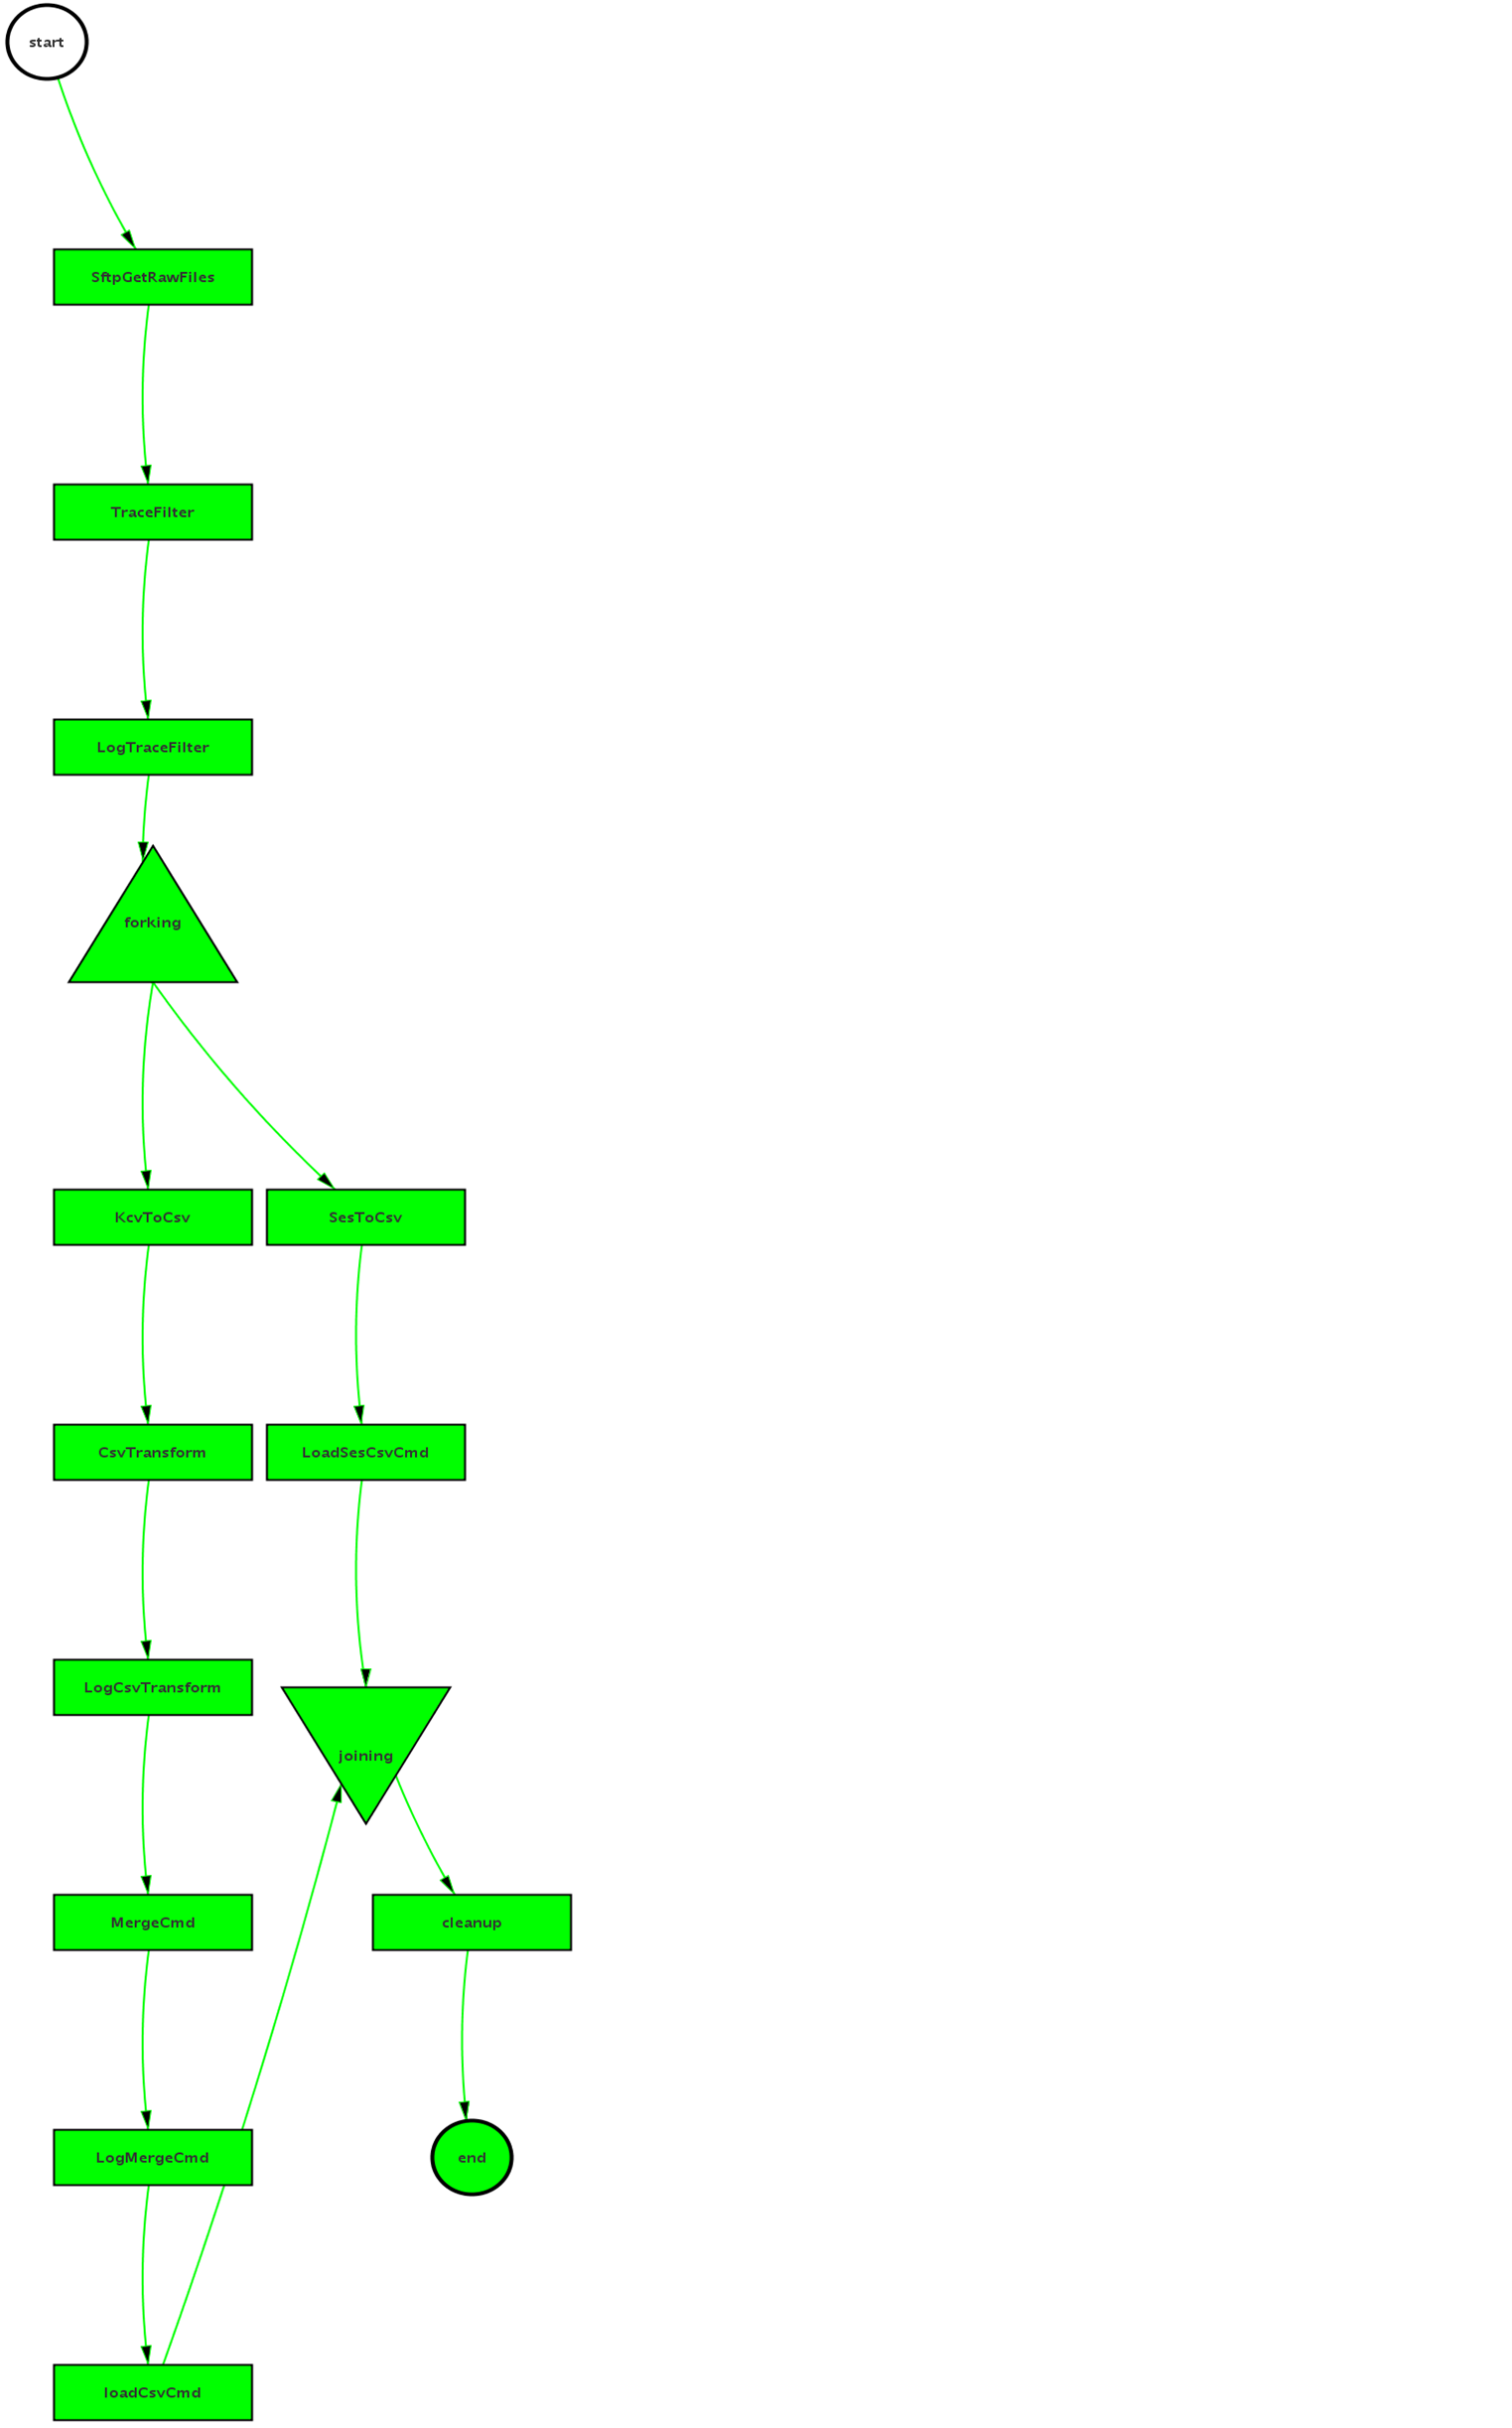 start
SftpGetRawFiles
TraceFilter
LogTraceFilter
forking
KcvToCsv
SesToCsv
CsvTransform
LoadSesCsvCmd
LogCsvTransform
joining
MergeCmd
cleanup
LogMergeCmd
end
loadCsvCmd